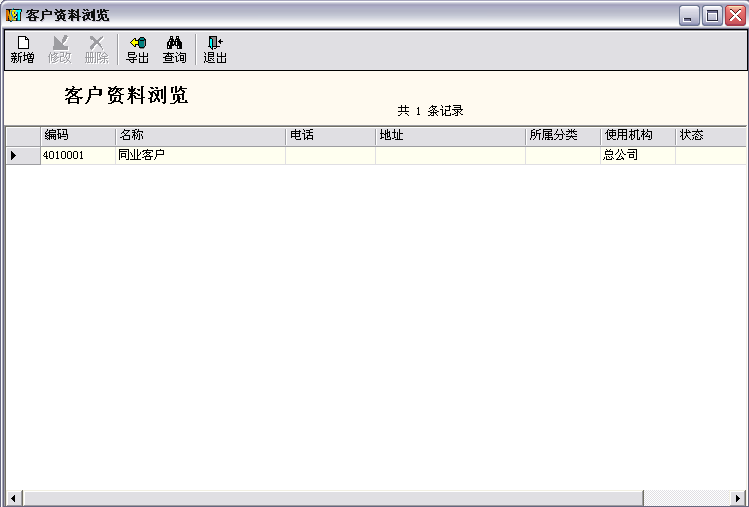 客户资料浏览
新增 修改 删除 导出 查询 退出
客户资料浏览
共 1 条记录
编码 名称 电话 地址 所属分类 使用机构 状态
4010001 同业客户 总公司